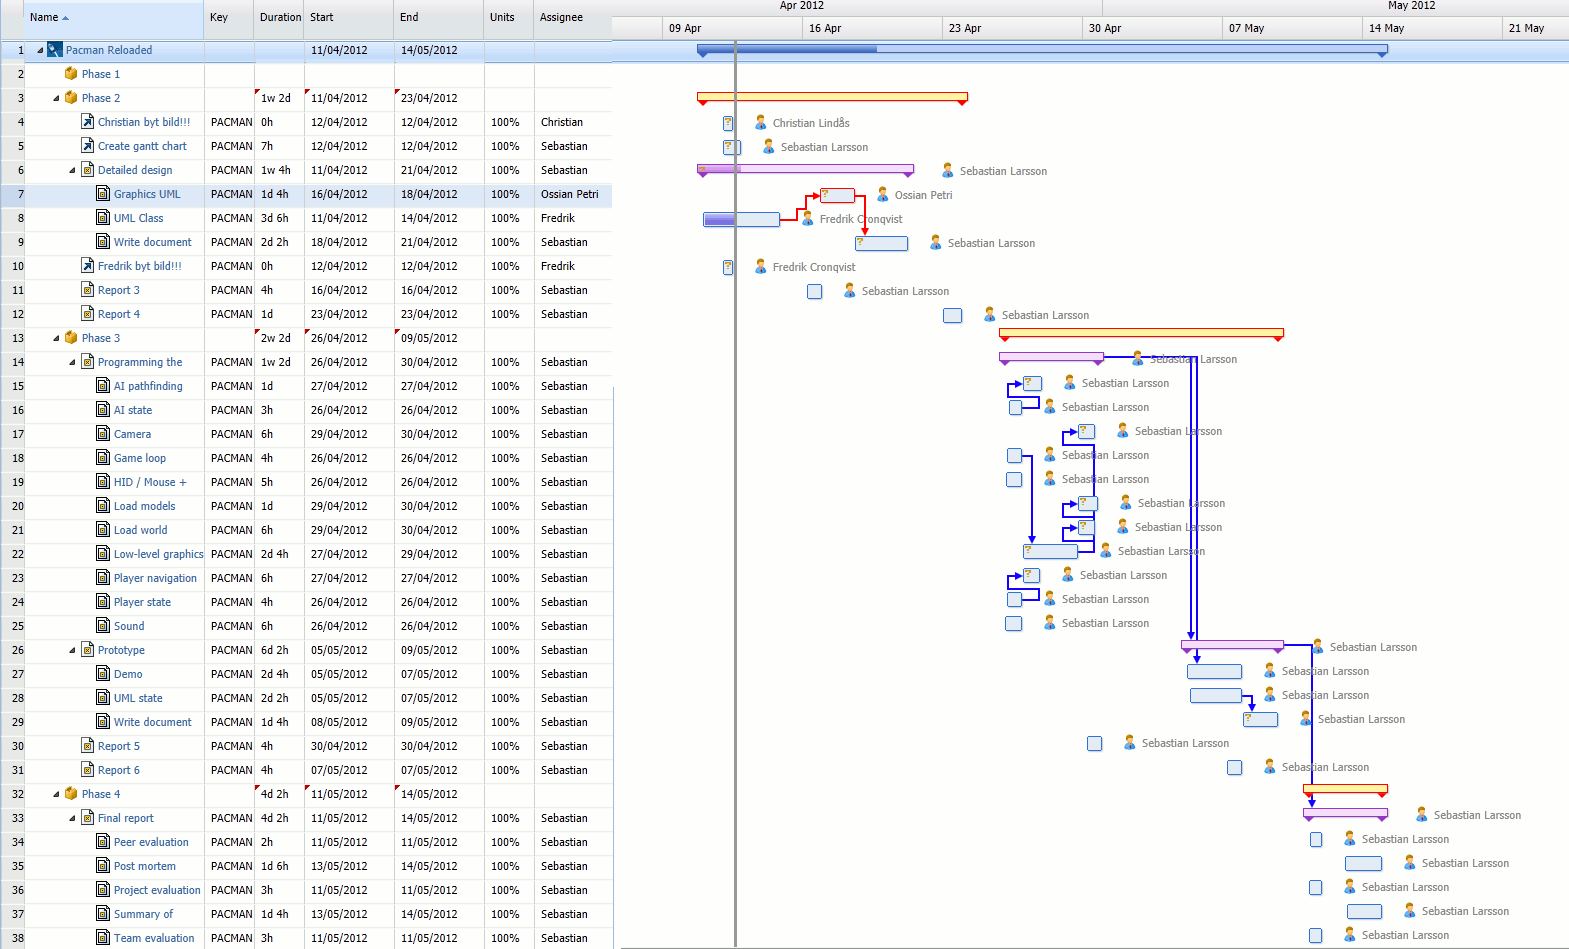 Apr 2012 May 2012
Name Key Duration Start End Units Assignee 09 Apr 16 Apr 23 Apr 30 Apr 07 May 14 May 21 May
1 Pacman Reloaded 11/04/2012 14/05/2012
2 Phase 1
3 Phase 2 1w 2d 11/04/2012 23/04/2012
4 Christian byt bild!!! PACMAN 0h 12/04/2012 12/04/2012 100% Christian ? Christian Lindås
5 Create gantt chart PACMAN 7h 12/04/2012 12/04/2012 100% Sebastian ? Sebastian Larsson
6 Detailed design PACMAN 1w 4h 11/04/2012 21/04/2012 100% Sebastian ? Sebastian Larsson
7 Graphics UML PACMAN 1d 4h 16/04/2012 18/04/2012 100% Ossian Petri ? Ossian Petri
8 UML Class PACMAN 3d 6h 11/04/2012 14/04/2012 100% Fredrik Fredrik Cronqvist
9 Write document PACMAN 2d 2h 18/04/2012 21/04/2012 100% Sebastian ? Sebastian Larsson
10 Fredrik byt bild!!! PACMAN 0h 12/04/2012 12/04/2012 100% Fredrik ? Fredrik Cronqvist
11 Report 3 PACMAN 4h 16/04/2012 16/04/2012 100% Sebastian Sebastian Larsson
12 Report 4 PACMAN 1d 23/04/2012 23/04/2012 100% Sebastian Sebastian Larsson
13 Phase 3 2w 2d 26/04/2012 09/05/2012
14 Programming the PACMAN 1w 2d 26/04/2012 30/04/2012 100% Sebastian Sebastian Larsson
15 AI pathfinding PACMAN 1d 27/04/2012 27/04/2012 100% Sebastian ? Sebastian Larsson
16 AI state PACMAN 3h 26/04/2012 26/04/2012 100% Sebastian Sebastian Larsson
17 Camera PACMAN 6h 29/04/2012 30/04/2012 100% Sebastian ? Sebastian Larsson
18 Game loop PACMAN 4h 26/04/2012 26/04/2012 100% Sebastian Sebastian Larsson
19 HID / Mouse + PACMAN 5h 26/04/2012 26/04/2012 100% Sebastian Sebastian Larsson
20 Load models PACMAN 1d 29/04/2012 30/04/2012 100% Sebastian ? Sebastian Larsson
21 Load world PACMAN 6h 29/04/2012 30/04/2012 100% Sebastian ? Sebastian Larsson
22 Low-level graphics PACMAN 2d 4h 27/04/2012 29/04/2012 100% Sebastian ? Sebastian Larsson
23 Player navigation PACMAN 6h 27/04/2012 27/04/2012 100% Sebastian ? Sebastian Larsson
24 Player state PACMAN 4h 26/04/2012 26/04/2012 100% Sebastian Sebastian Larsson
25 Sound PACMAN 6h 26/04/2012 26/04/2012 100% Sebastian Sebastian Larsson
26 Prototype PACMAN 6d 2h 05/05/2012 09/05/2012 100% Sebastian Sebastian Larsson
27 Demo PACMAN 2d 4h 05/05/2012 07/05/2012 100% Sebastian Sebastian Larsson
28 UML state PACMAN 2d 2h 05/05/2012 07/05/2012 100% Sebastian Sebastian Larsson
29 Write document PACMAN 1d 4h 08/05/2012 09/05/2012 100% Sebastian ? Sebastian Larsson
30 Report 5 PACMAN 4h 30/04/2012 30/04/2012 100% Sebastian Sebastian Larsson
31 Report 6 PACMAN 4h 07/05/2012 07/05/2012 100% Sebastian Sebastian Larsson
32 Phase 4 4d 2h 11/05/2012 14/05/2012
33 Final report PACMAN 4d 2h 11/05/2012 14/05/2012 100% Sebastian Sebastian Larsson
34 Peer evaluation PACMAN 2h 11/05/2012 11/05/2012 100% Sebastian Sebastian Larsson
35 Post mortem PACMAN 1d 6h 13/05/2012 14/05/2012 100% Sebastian Sebastian Larsson
36 Project evaluation PACMAN 3h 11/05/2012 11/05/2012 100% Sebastian Sebastian Larsson
37 Summary of PACMAN 1d 4h 13/05/2012 14/05/2012 100% Sebastian Sebastian Larsson
38 Team evaluation PACMAN 3h 11/05/2012 11/05/2012 100% Sebastian Sebastian Larsson